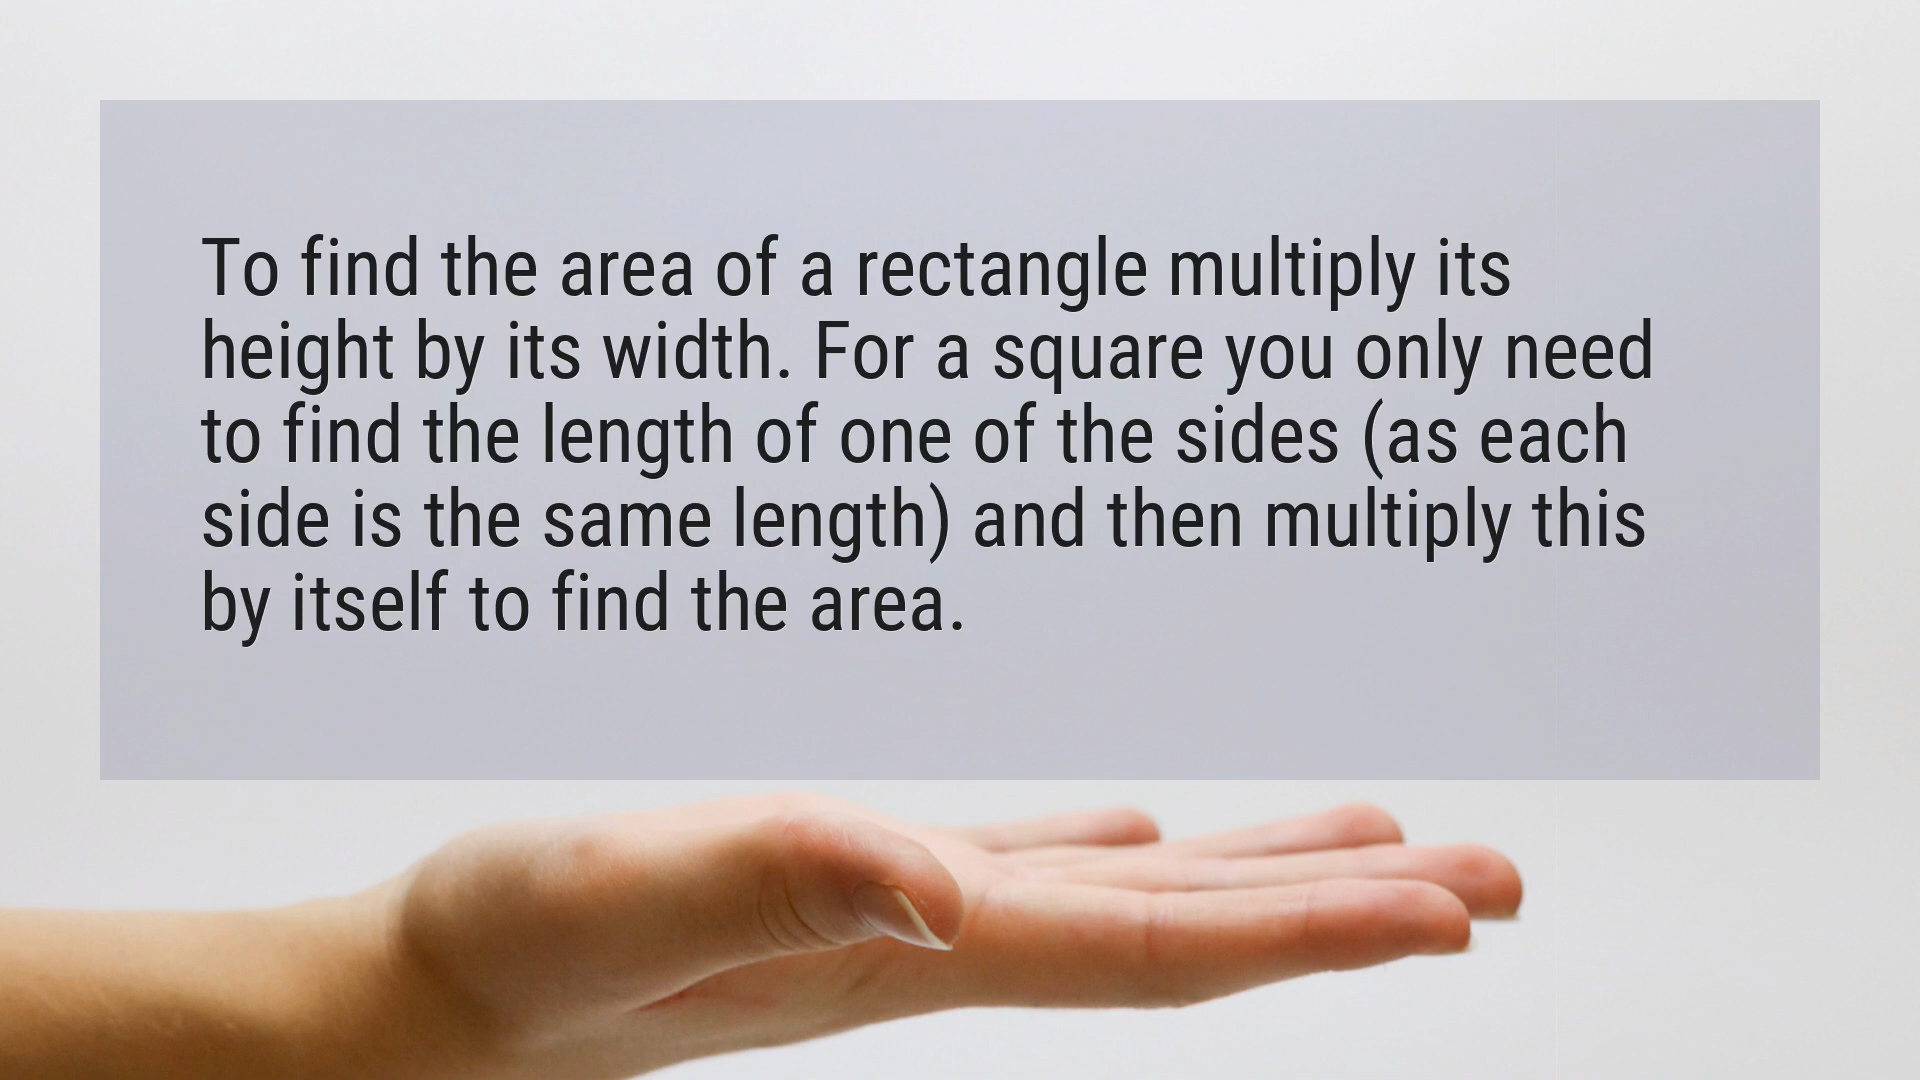 To find the area of a rectangle multiply its
height by its width. For a square you only need
to find the length of one of the sides (as each
side is the same length) and then multiply this
by itself to find the area.